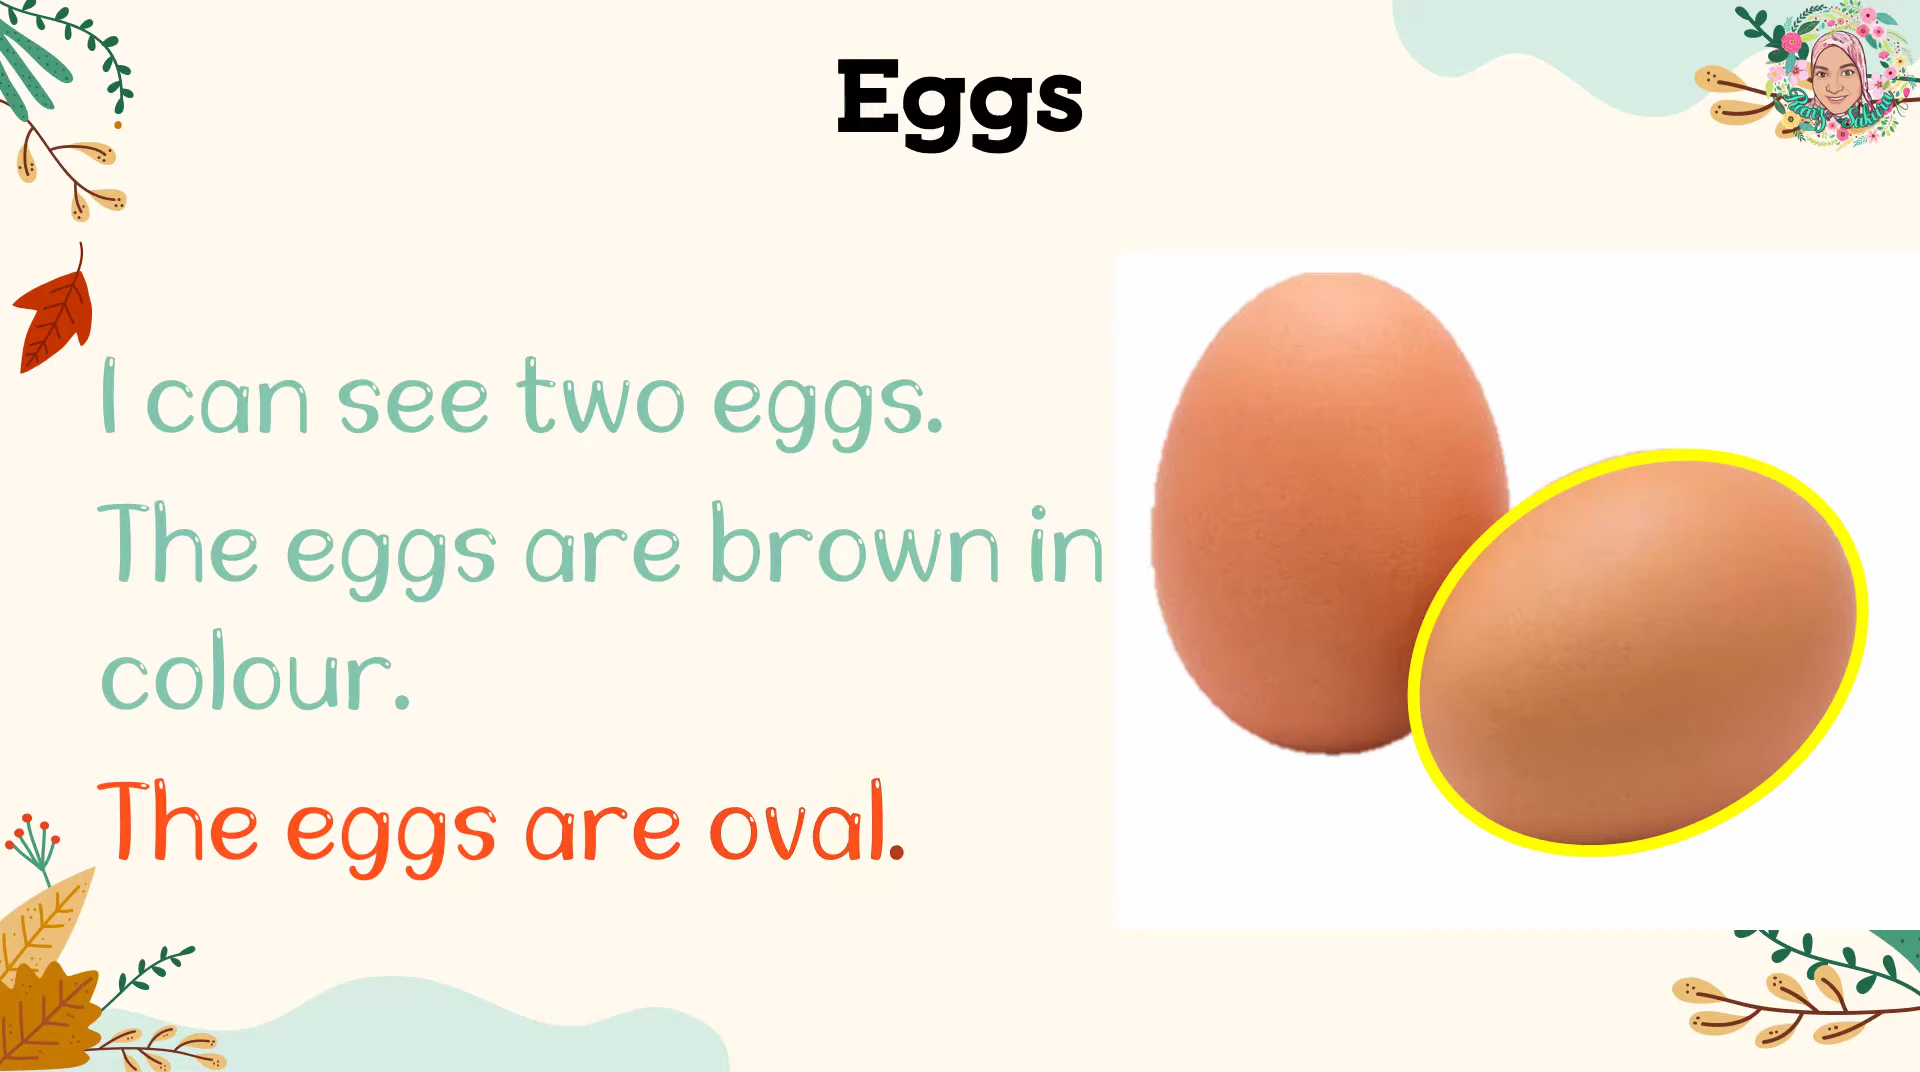 Eggs
I can see two eggs.
The eggs are brown in
colour.
The eggs are oval.